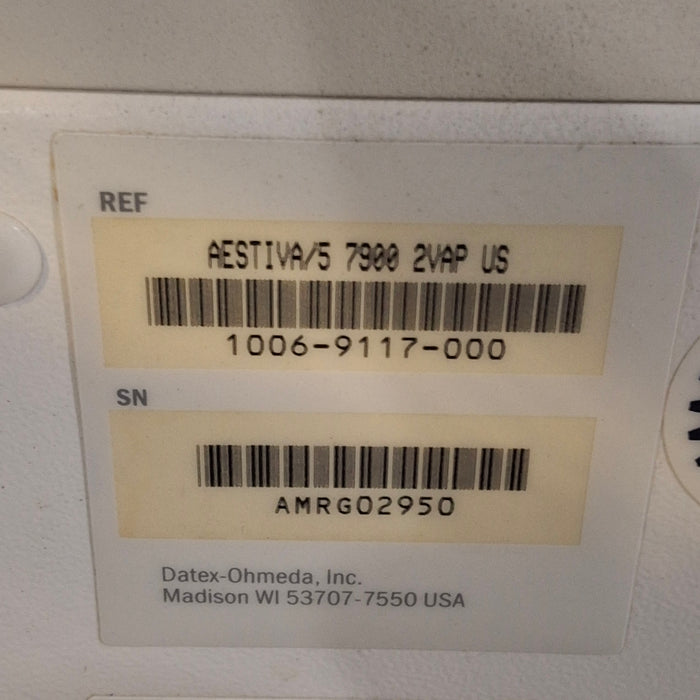 REF
AESTIVA/5 7900 2VAP US
1006-9117-000
SN
AMRG02950
Datex-Ohmeda, Inc.
Madison WI 53707-7550 USA